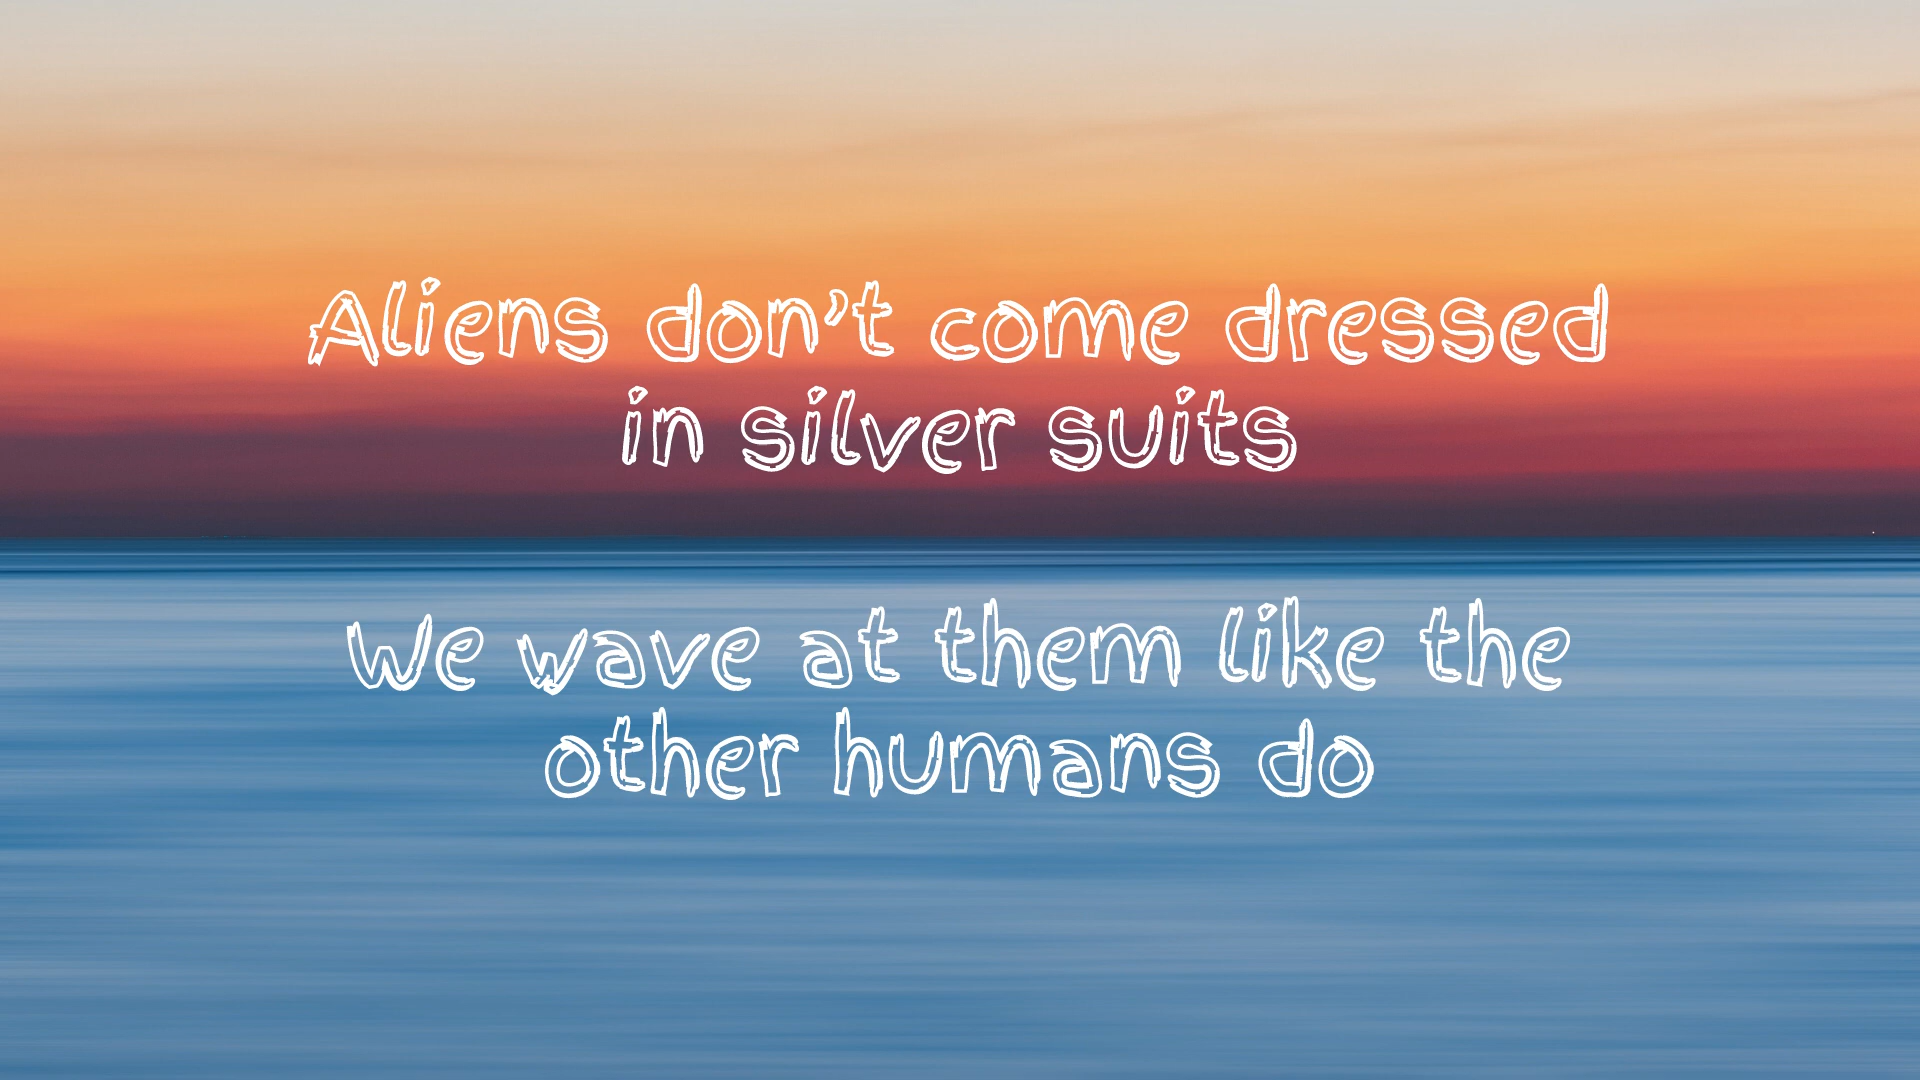 Aliens don't come dressed
in silver suits
We wave at them like the
other humans do